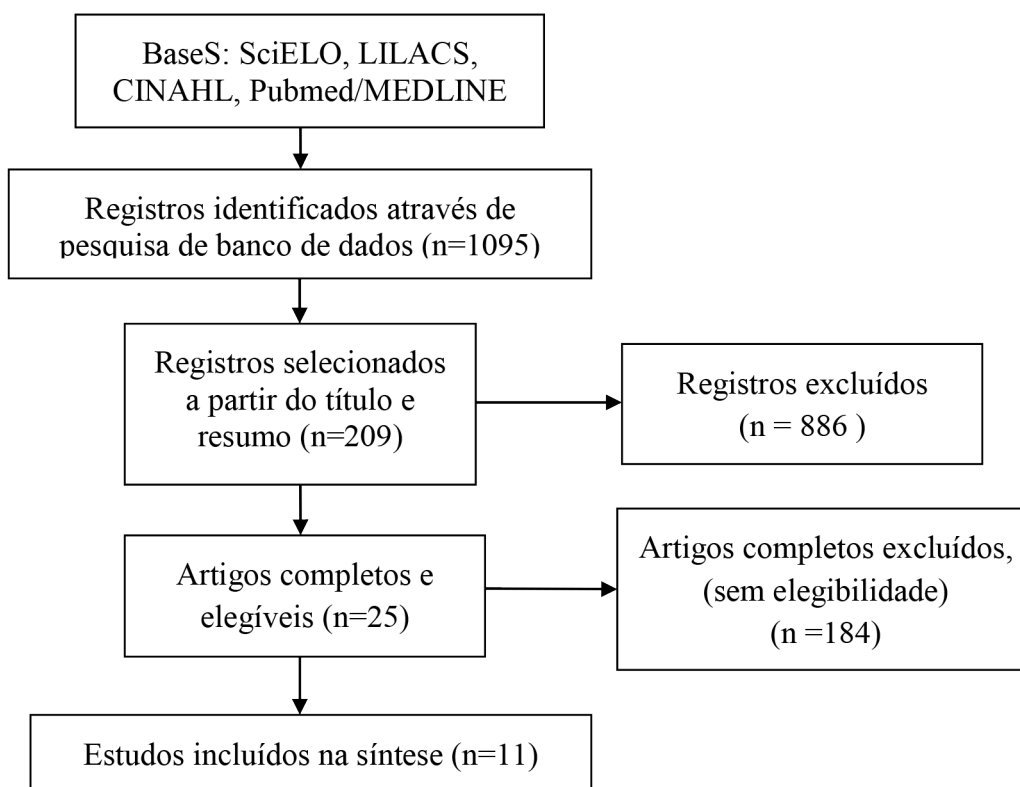 BaseS: SciELO, LILACS,
CINAHL, Pubmed/MEDLINE
Registros identificados através de
pesquisa de banco de dados (n=1095)
Registros selecionados
a partir do título e
resumo (n=209)
Registros excluídos
(n = 886 )
Artigos completos e
elegíveis (n=25)
Artigos completos excluídos,
(sem elegibilidade)
(n =184)
Estudos incluídos na síntese (n=11)